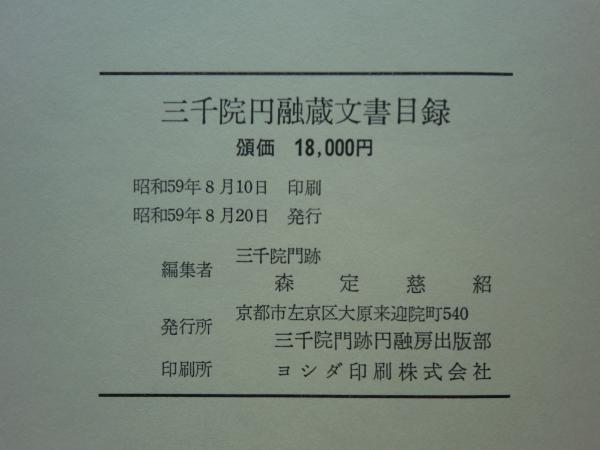 三千院円融蔵文書目録
頒価 18,000円
昭和59年8月10日 印刷
昭和59年8月20日 発行
編集者 三千院門跡
森定慈紹
発行所 京都市左京区大原来迎院町540
三千院門跡円融房出版部
印刷所 ヨシダ印刷株式会社